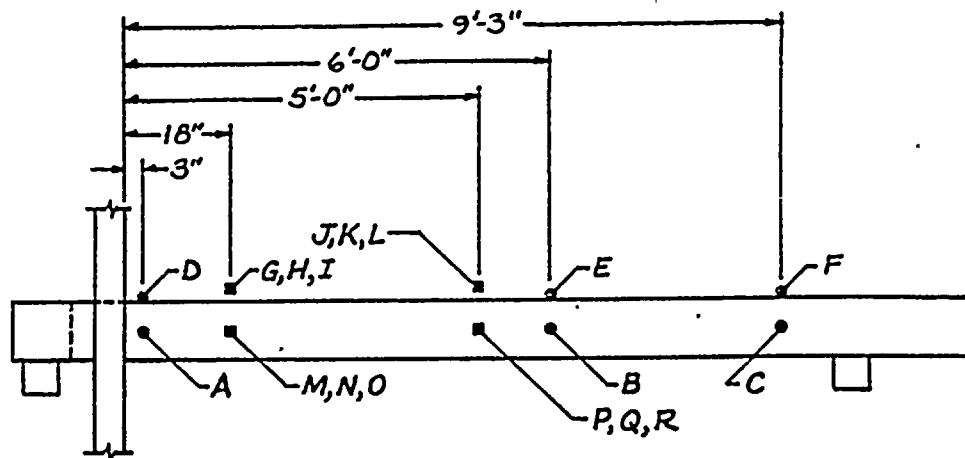 9'-3"
6'-0"
5'-0"
18"
3"
J,K,L
D
G,H,I
E
F
A
M,N,O
B
C
P,Q,R